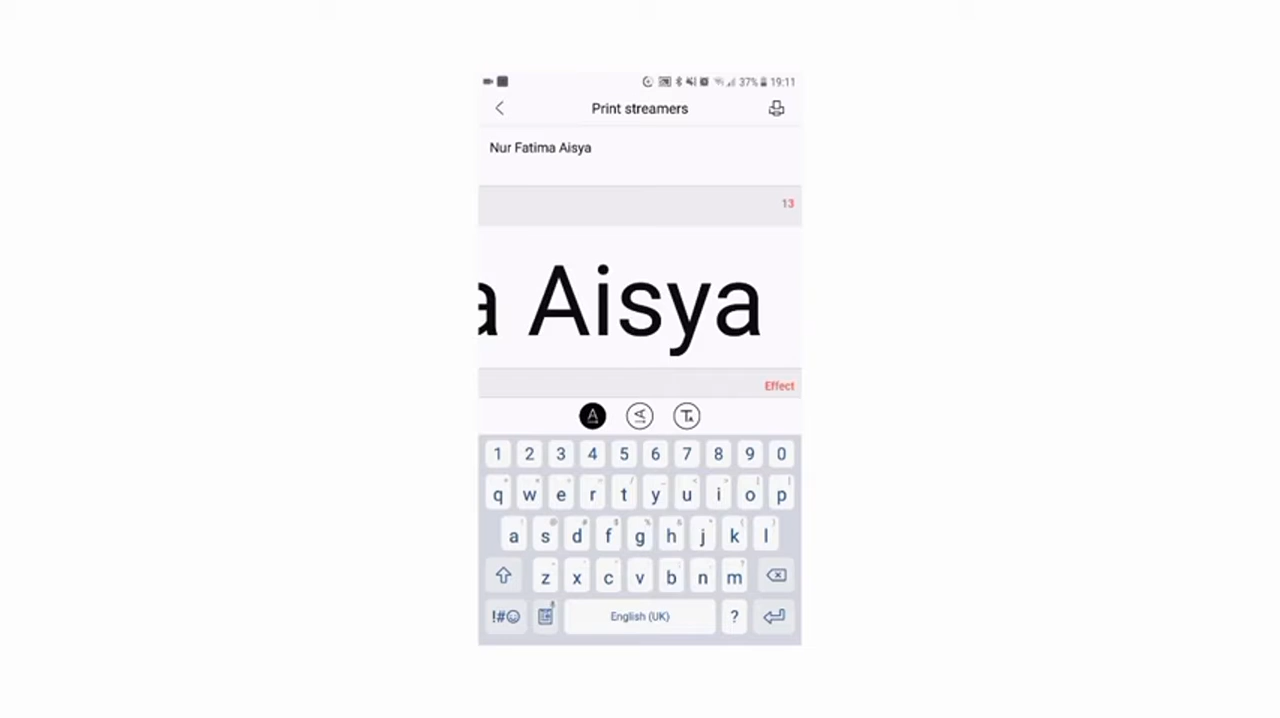 37% 19:11
Print streamers
Nur Fatima Aisya
13
a Aisya
Effect
A A TA
1 2 3 4 5 6 7 8 9 0
q w e r t y u i o p
a s d f g h j k l
z x c v b n m
!#☺ English (UK) ?